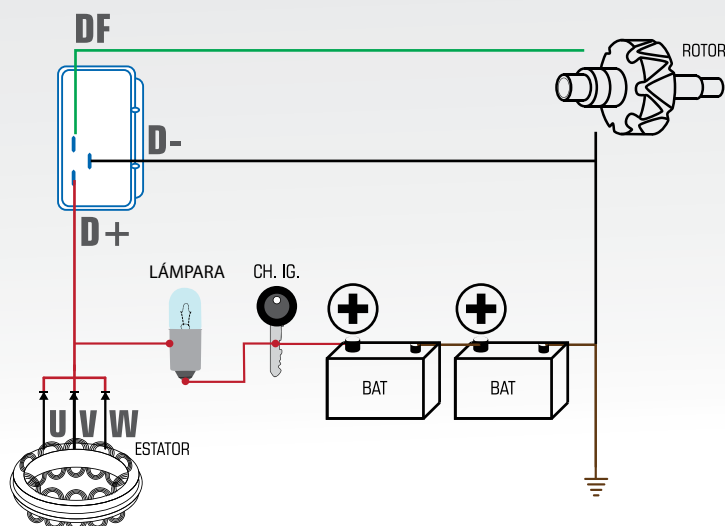 DF
ROTOR
D-
D+
LÁMPARA
CH. IG.
BAT
BAT
U V W
ESTATOR